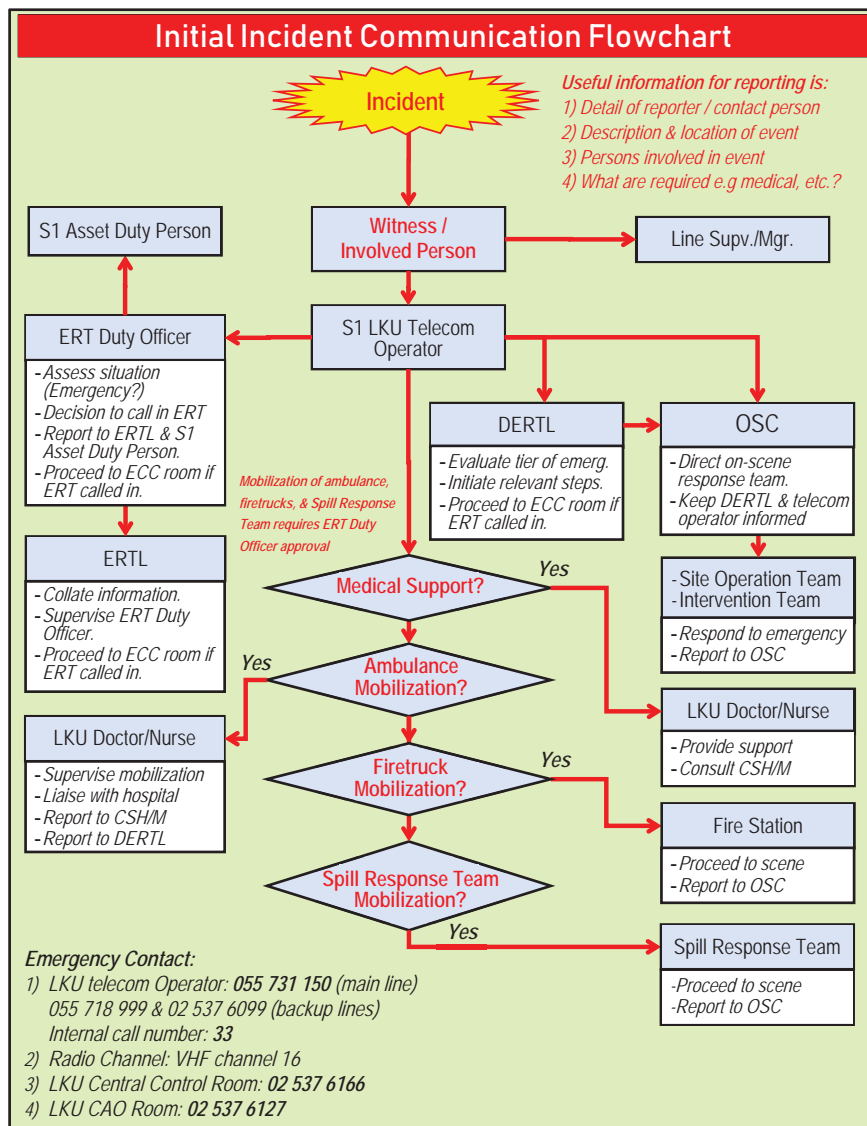 Initial Incident Communication Flowchart
Incident
Useful information for reporting is:
1) Detail of reporter / contact person
2) Description & location of event
3) Persons involved in event
4) What are required e.g medical, etc.?
S1 Asset Duty Person
Witness /
Involved Person
Line Supv./Mgr.
ERT Duty Officer
- Assess situation
(Emergency?)
- Decision to call in ERT
- Report to ERTL & S1
Asset Duty Person.
- Proceed to ECC room if
ERT called in.
S1 LKU Telecom
Operator
DERTL
- Evaluate tier of emerg.
- Initiate relevant steps.
- Proceed to ECC room if
ERT called in.
OSC
- Direct on-scene
response team.
- Keep DERTL & telecom
operator informed
Mobilization of ambulance,
firetrucks, & Spill Response
Team requires ERT Duty
Officer approval
ERTL
- Collate information.
- Supervise ERT Duty
Officer.
- Proceed to ECC room if
ERT called in.
Medical Support?
Yes
- Site Operation Team
- Intervention Team
- Respond to emergency
- Report to OSC
Yes
Ambulance
Mobilization?
LKU Doctor/Nurse
- Supervise mobilization
- Liaise with hospital
- Report to CSH/M
- Report to DERTL
LKU Doctor/Nurse
- Provide support
- Consult CSH/M
Firetruck
Mobilization?
Yes
Fire Station
- Proceed to scene
- Report to OSC
Spill Response Team
Mobilization?
Yes
Spill Response Team
- Proceed to scene
- Report to OSC
Emergency Contact:
1) LKU telecom Operator: 055 731 150 (main line)
055 718 999 & 02 537 6099 (backup lines)
Internal call number: 33
2) Radio Channel: VHF channel 16
3) LKU Central Control Room: 02 537 6166
4) LKU CAO Room: 02 537 6127